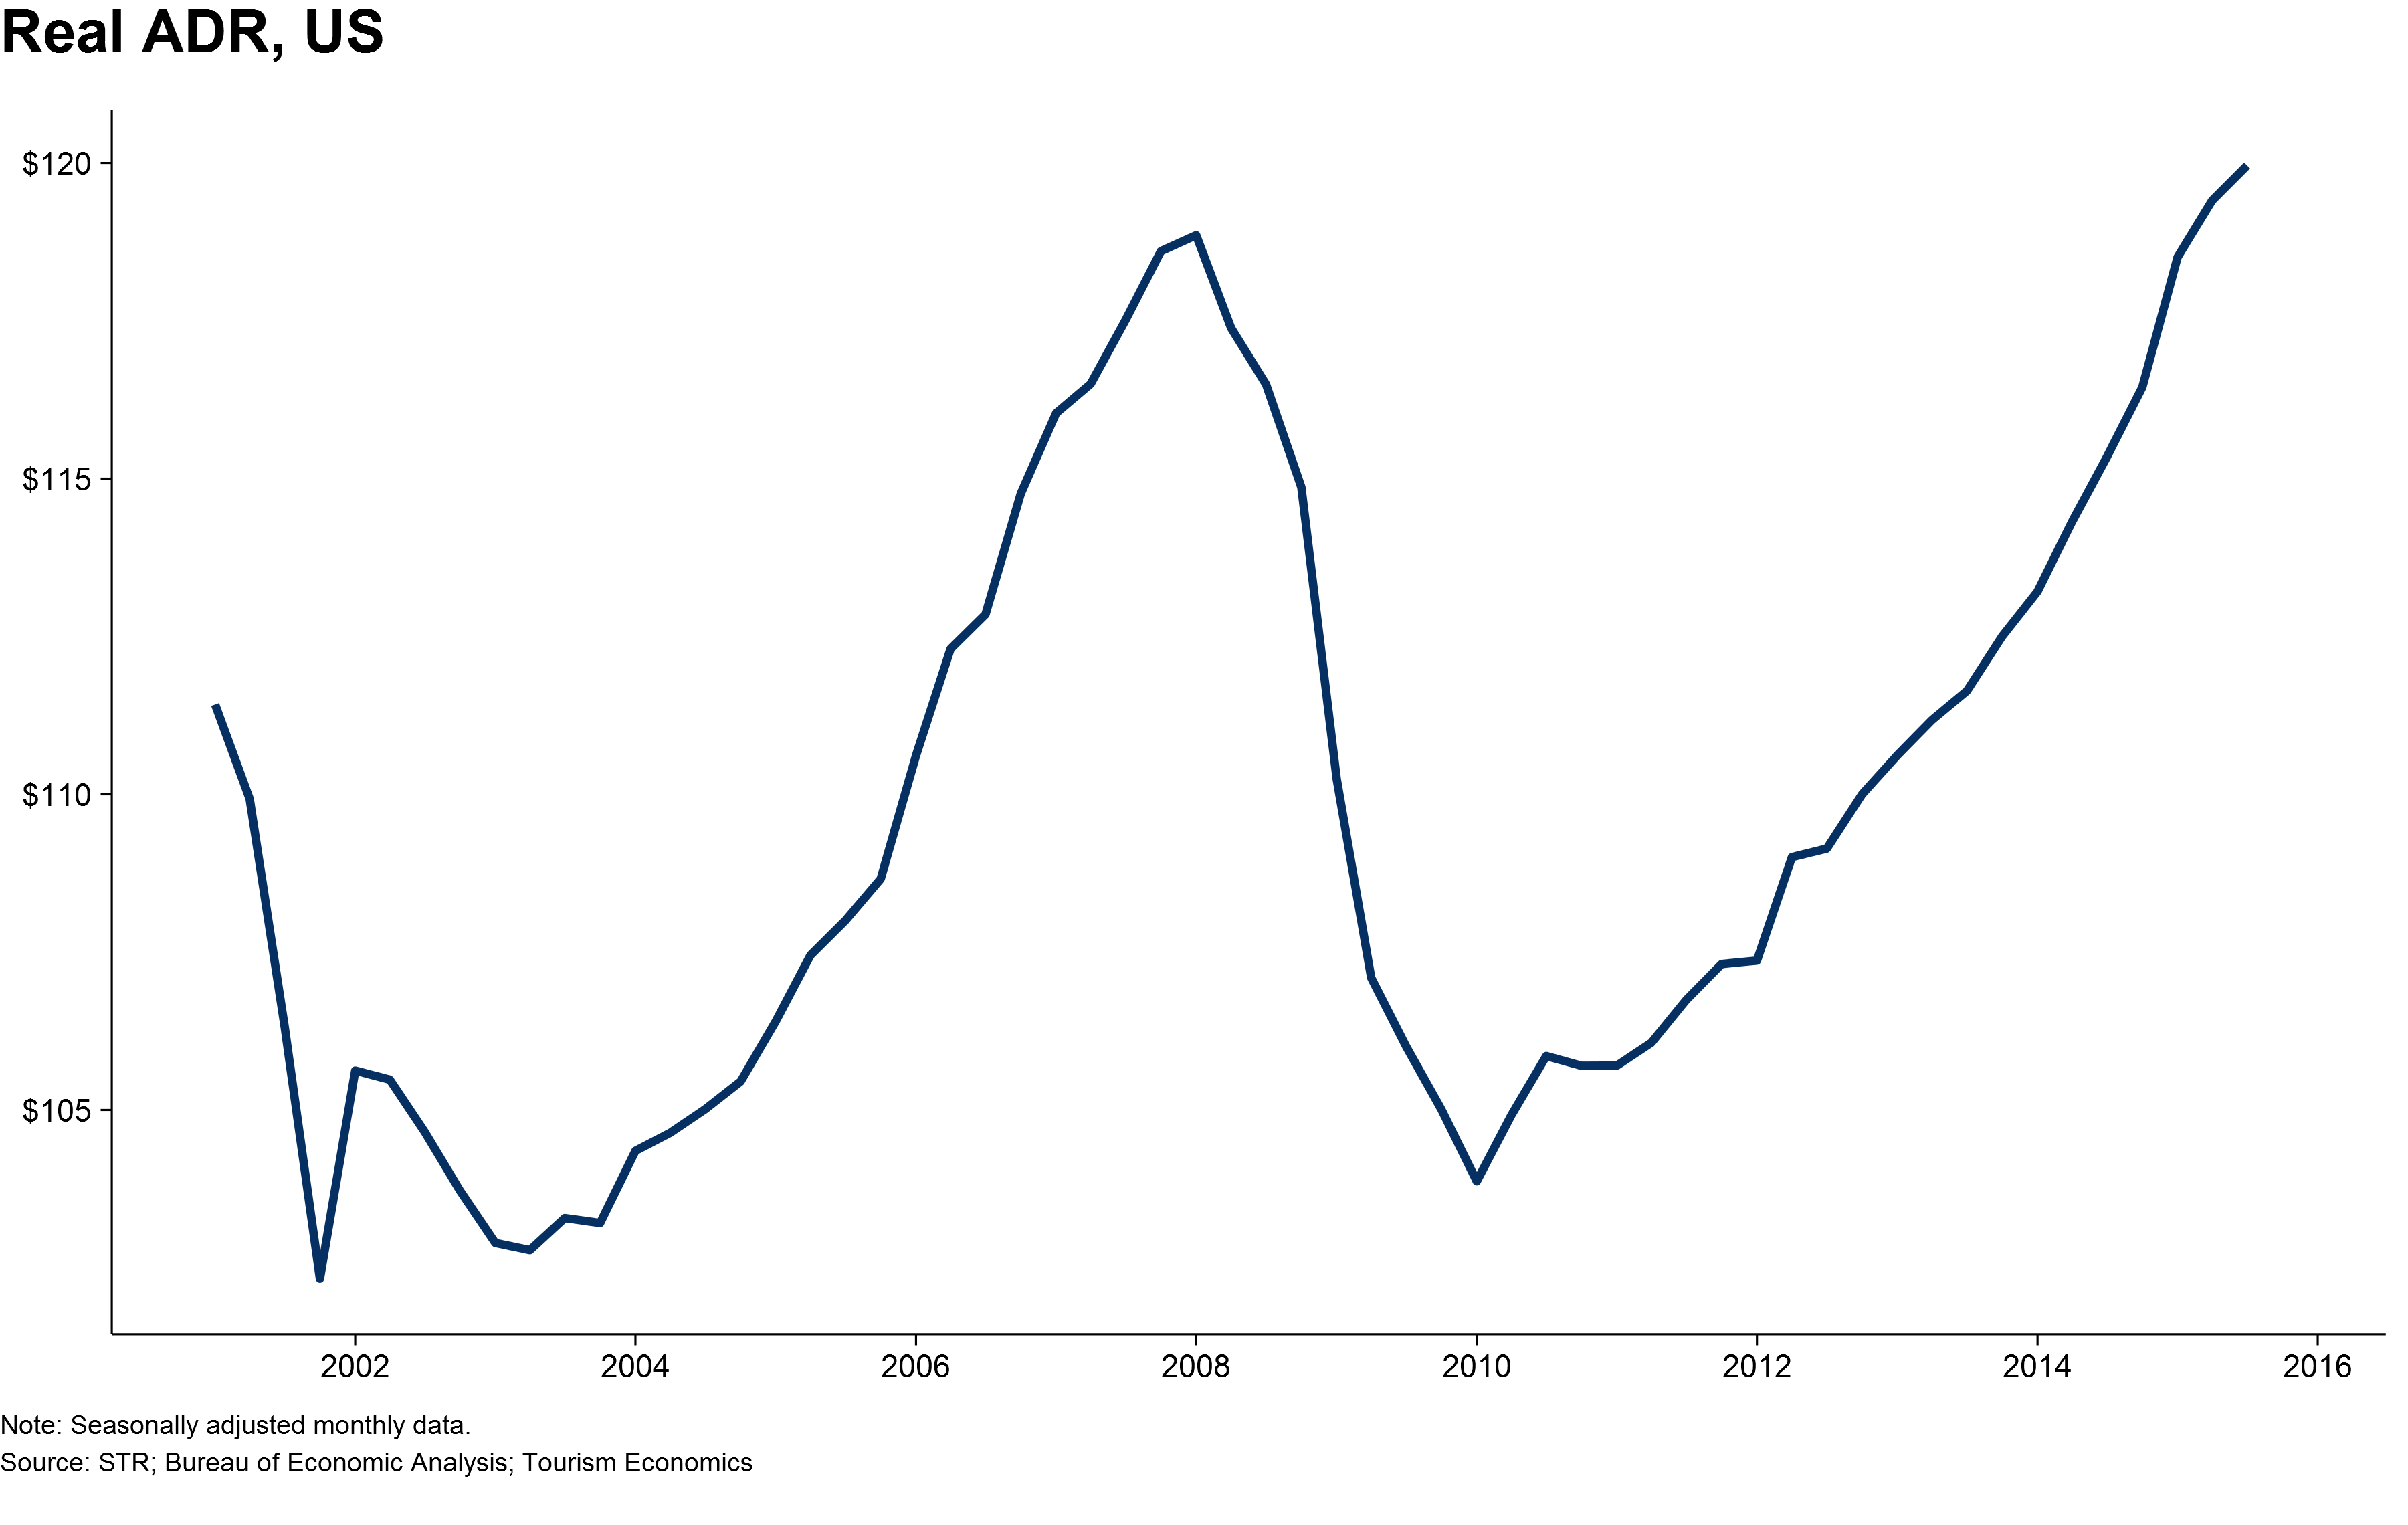 Real ADR, US
$120
$115
$110
$105
2002 2004 2006 2008 2010 2012 2014 2016
Note: Seasonally adjusted monthly data.
Source: STR; Bureau of Economic Analysis; Tourism Economics